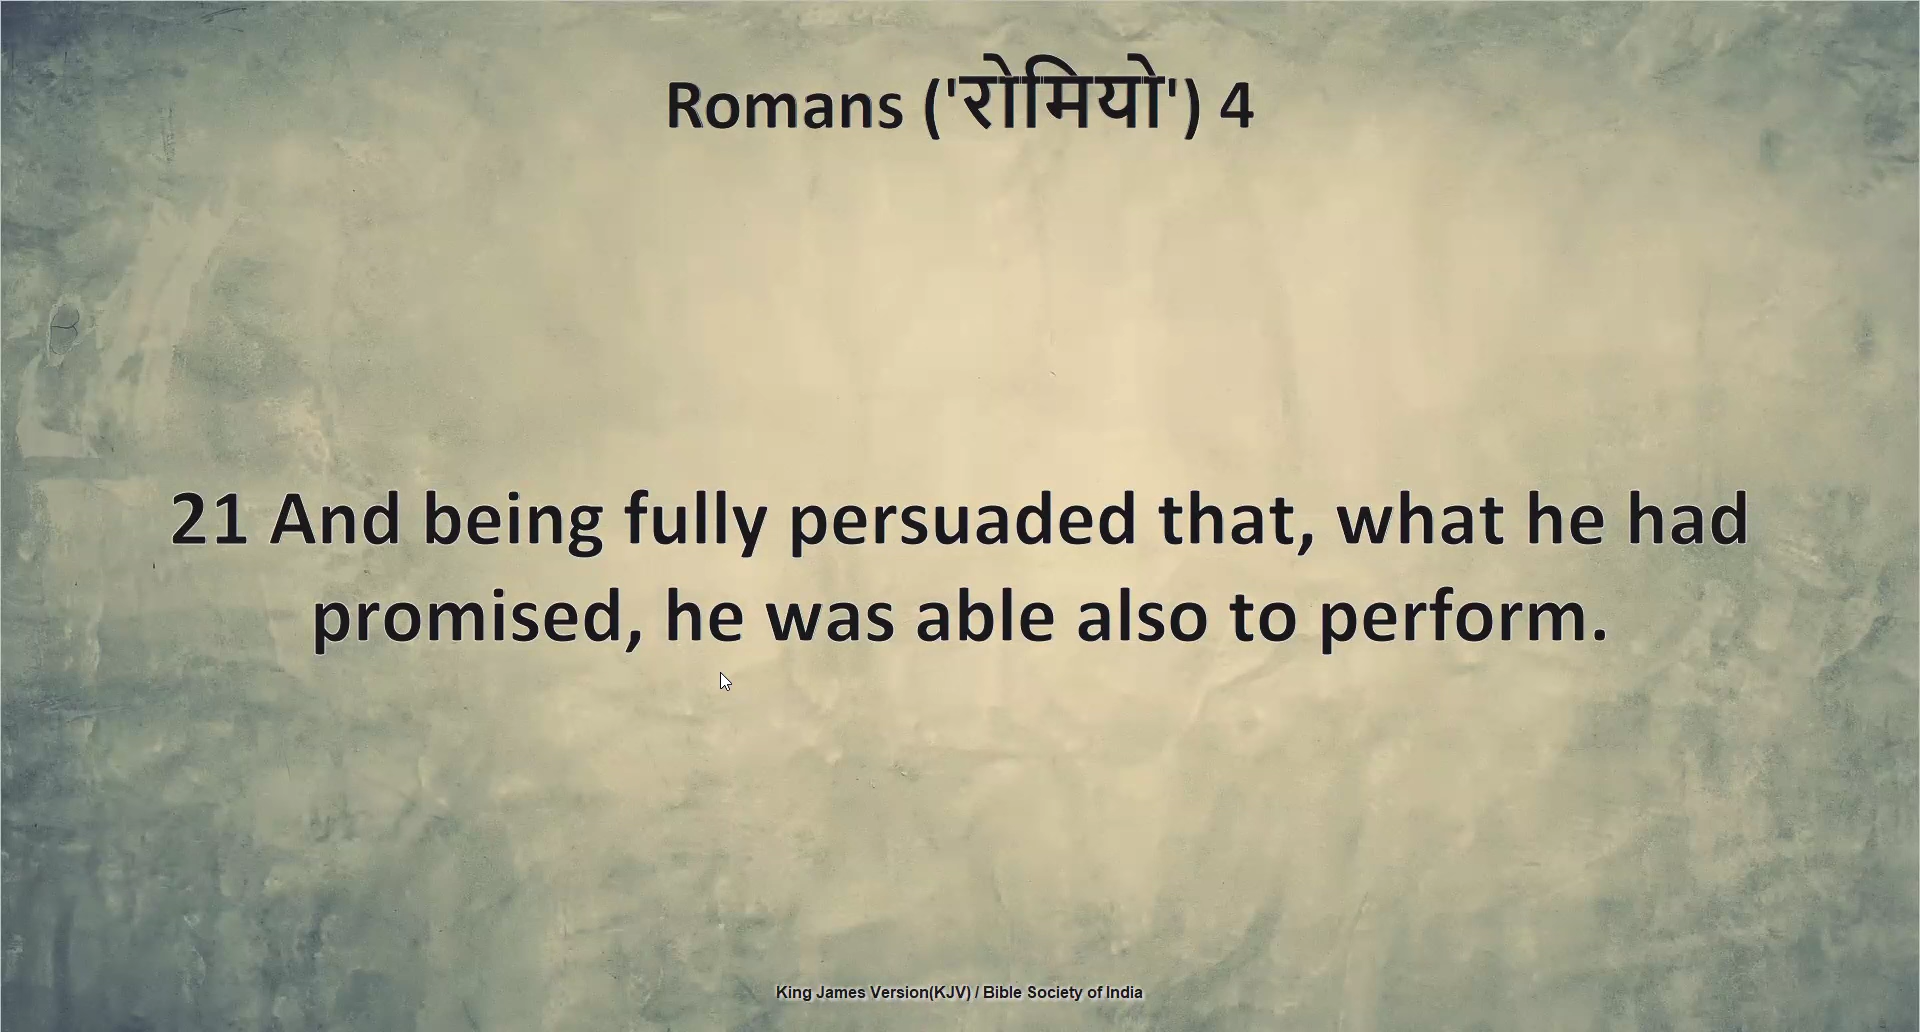 Romans ('रोमियो') 4
21 And being fully persuaded that, what he had
promised, he was able also to perform.
King James Version(KJV) / Bible Society of India